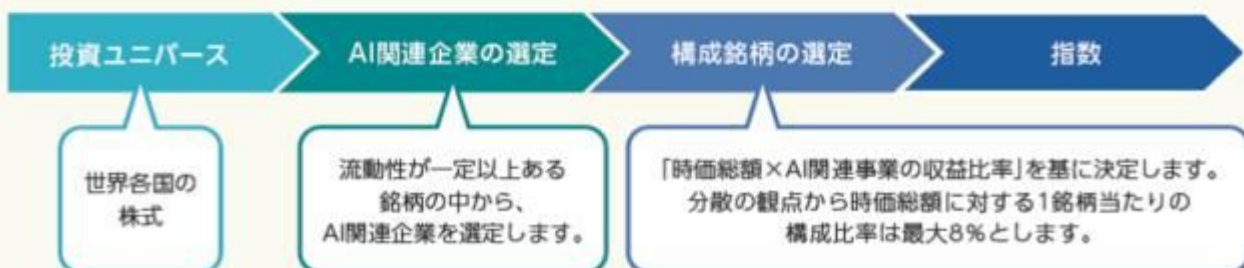 投資ユニバース
AI関連企業の選定
構成銘柄の選定
指数
世界各国の
株式
流動性が一定以上ある
銘柄の中から、
AI関連企業を選定します。
「時価総額×AI関連事業の収益比率」を基に決定します。
分散の観点から時価総額に対する1銘柄当たりの
構成比率は最大8%とします。